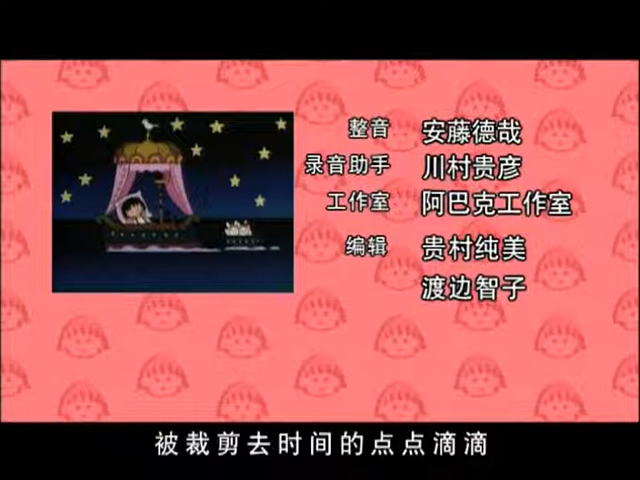 整音 安藤德哉
录音助手 川村贵彦
工作室 阿巴克工作室
编辑 贵村纯美
渡边智子
被裁剪去时间的点点滴滴